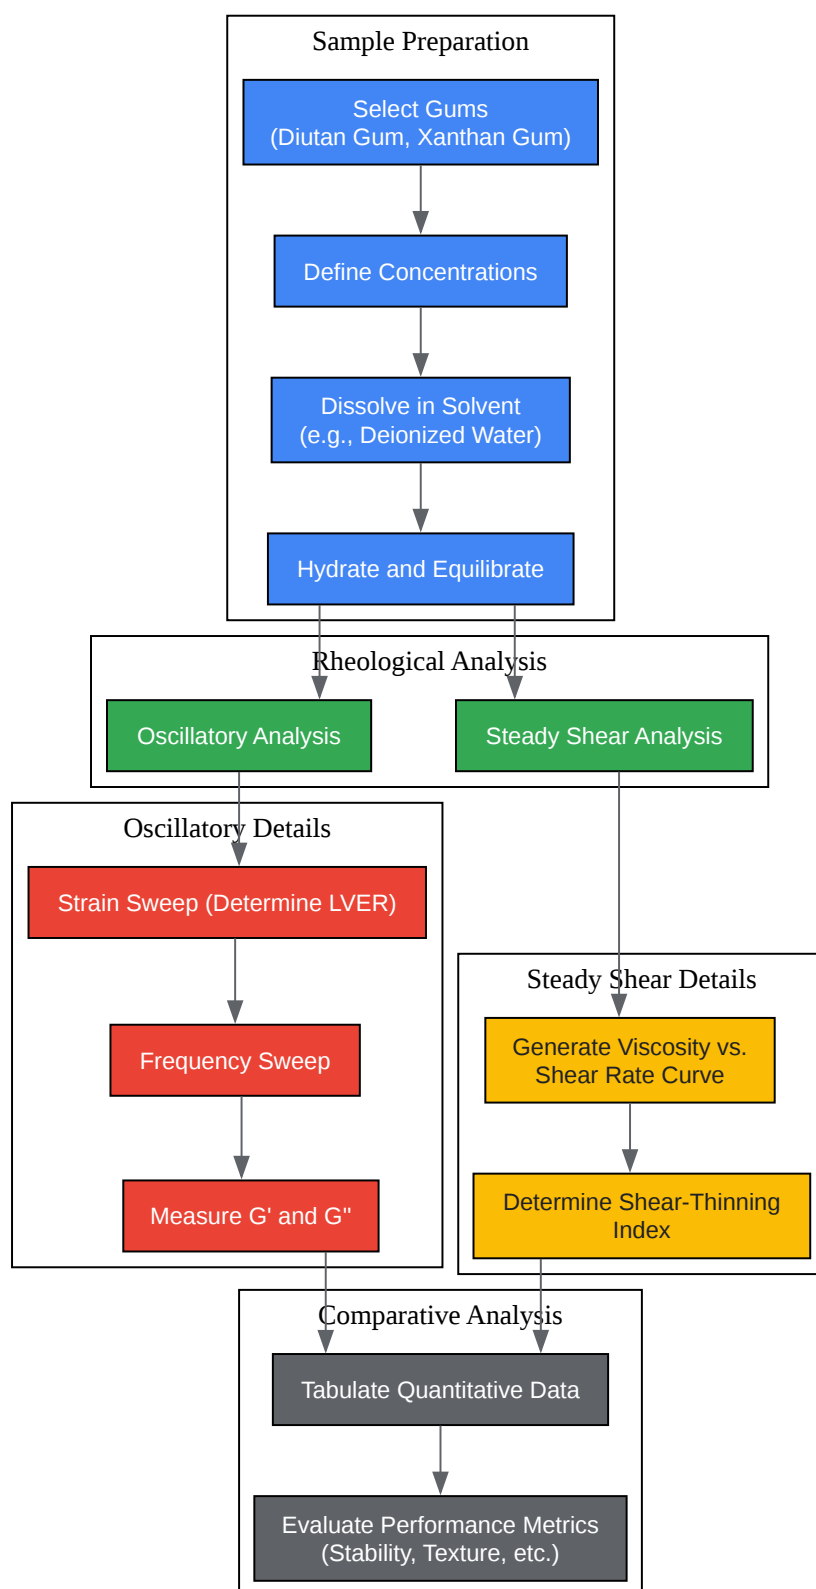 Sample Preparation
Select Gums
(Diutan Gum, Xanthan Gum)
Define Concentrations
Dissolve in Solvent
(e.g., Deionized Water)
Hydrate and Equilibrate
Rheological Analysis
Oscillatory Analysis
Steady Shear Analysis
Oscillatory Details
Strain Sweep (Determine LVER)
Frequency Sweep
Measure G' and G''
Steady Shear Details
Generate Viscosity vs.
Shear Rate Curve
Determine Shear-Thinning
Index
Comparative Analysis
Tabulate Quantitative Data
Evaluate Performance Metrics
(Stability, Texture, etc.)